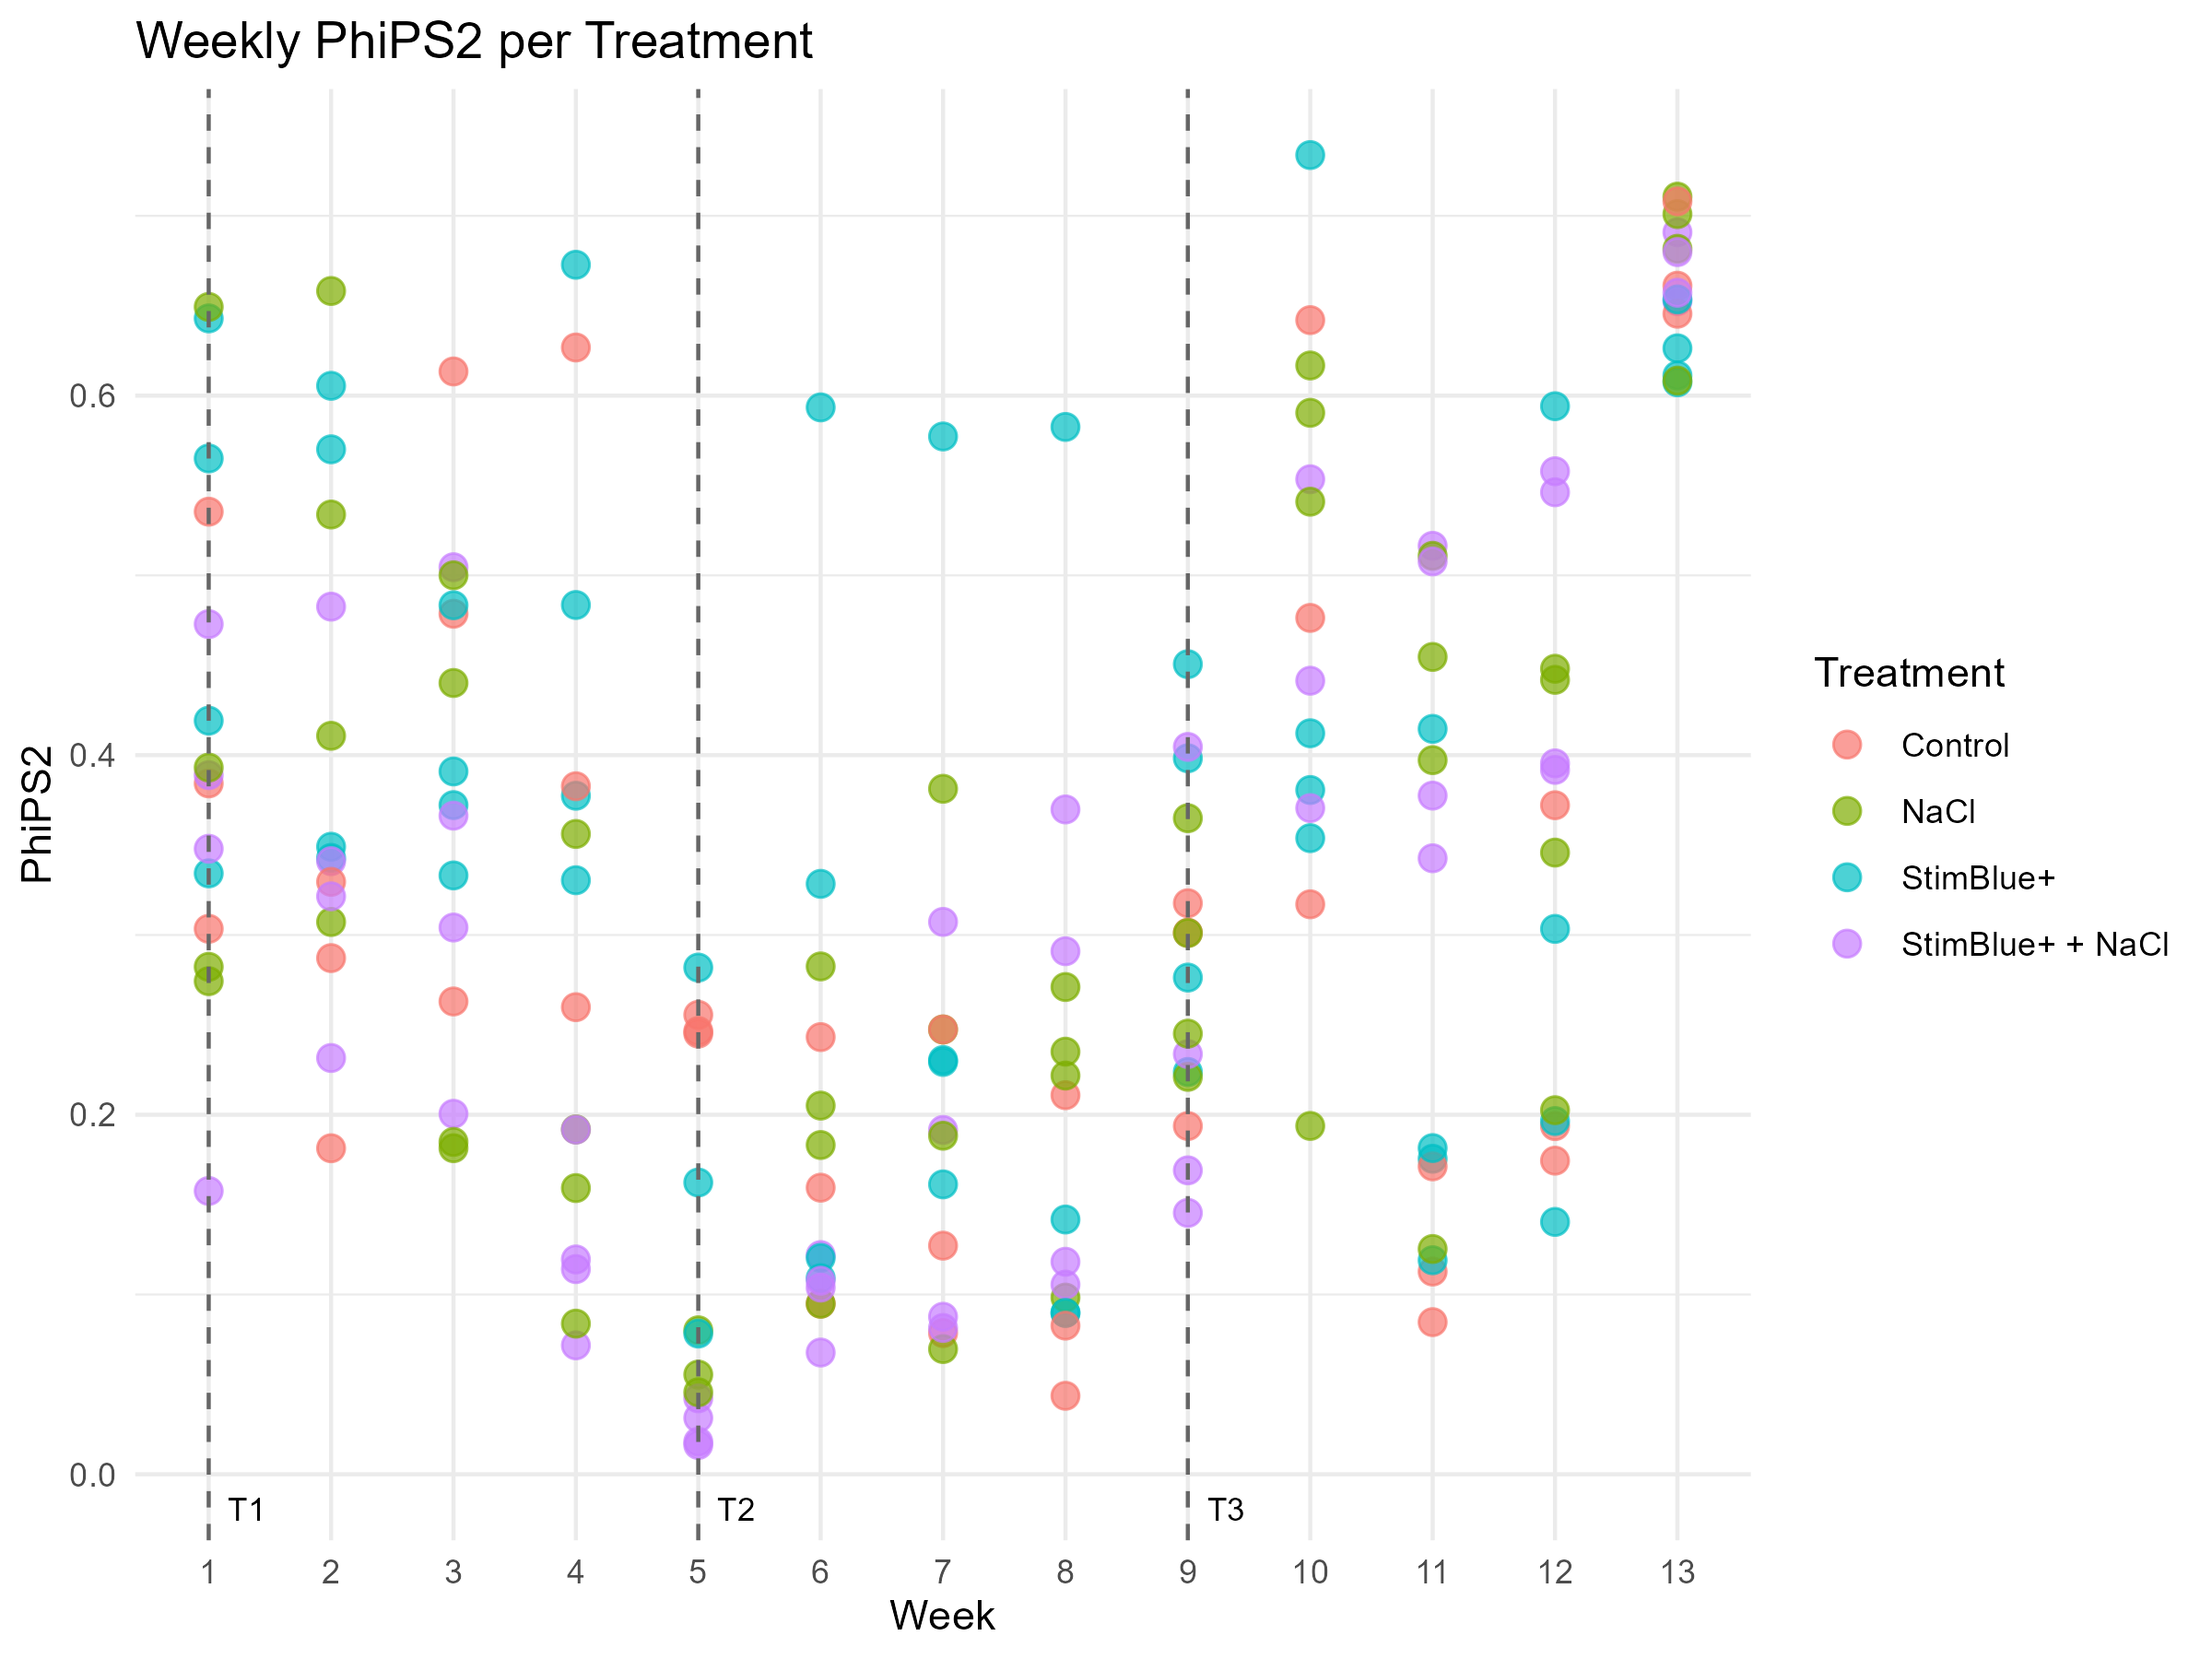 Weekly PhiPS2 per Treatment
PhiPS2
0.6
0.4
0.2
0.0
T1
T2
T3
1 2 3 4 5 6 7 8 9 10 11 12 13
Week
Treatment
Control
NaCl
StimBlue+
StimBlue+ + NaCl